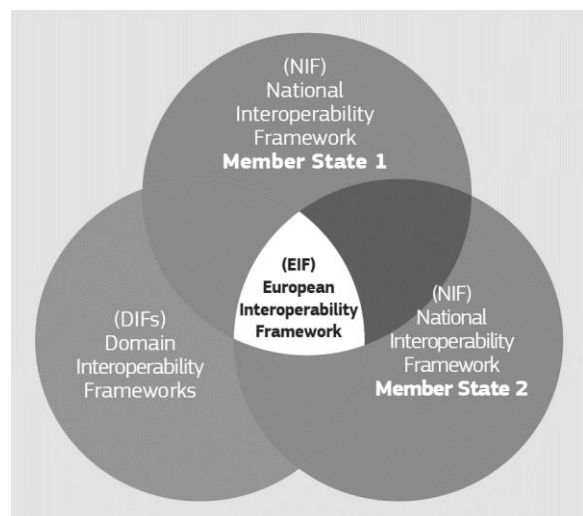 (NIF)
National
Interoperability
Framework
Member State 1
(EIF)
European
Interoperability
Framework
(DIFs)
Domain
Interoperability
Frameworks
(NIF)
National
Interoperability
Framework
Member State 2